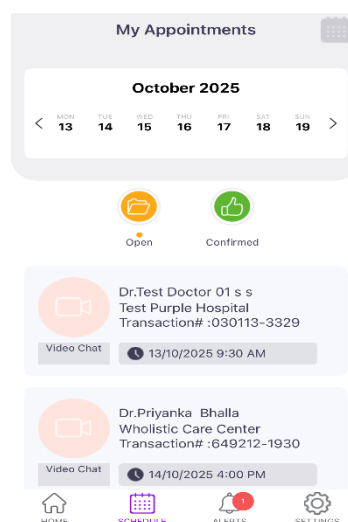 My Appointments
October 2025
MON TUE WED THU FRI SAT SUN
13 14 15 16 17 18 19
Open Confirmed
Dr.Test Doctor 01 s s
Test Purple Hospital
Transaction# :030113-3329
Video Chat
13/10/2025 9:30 AM
Dr.Priyanka Bhalla
Wholistic Care Center
Transaction# :649212-1930
Video Chat
14/10/2025 4:00 PM
1
HOME SCHEDULE ALERTS SETTINGS